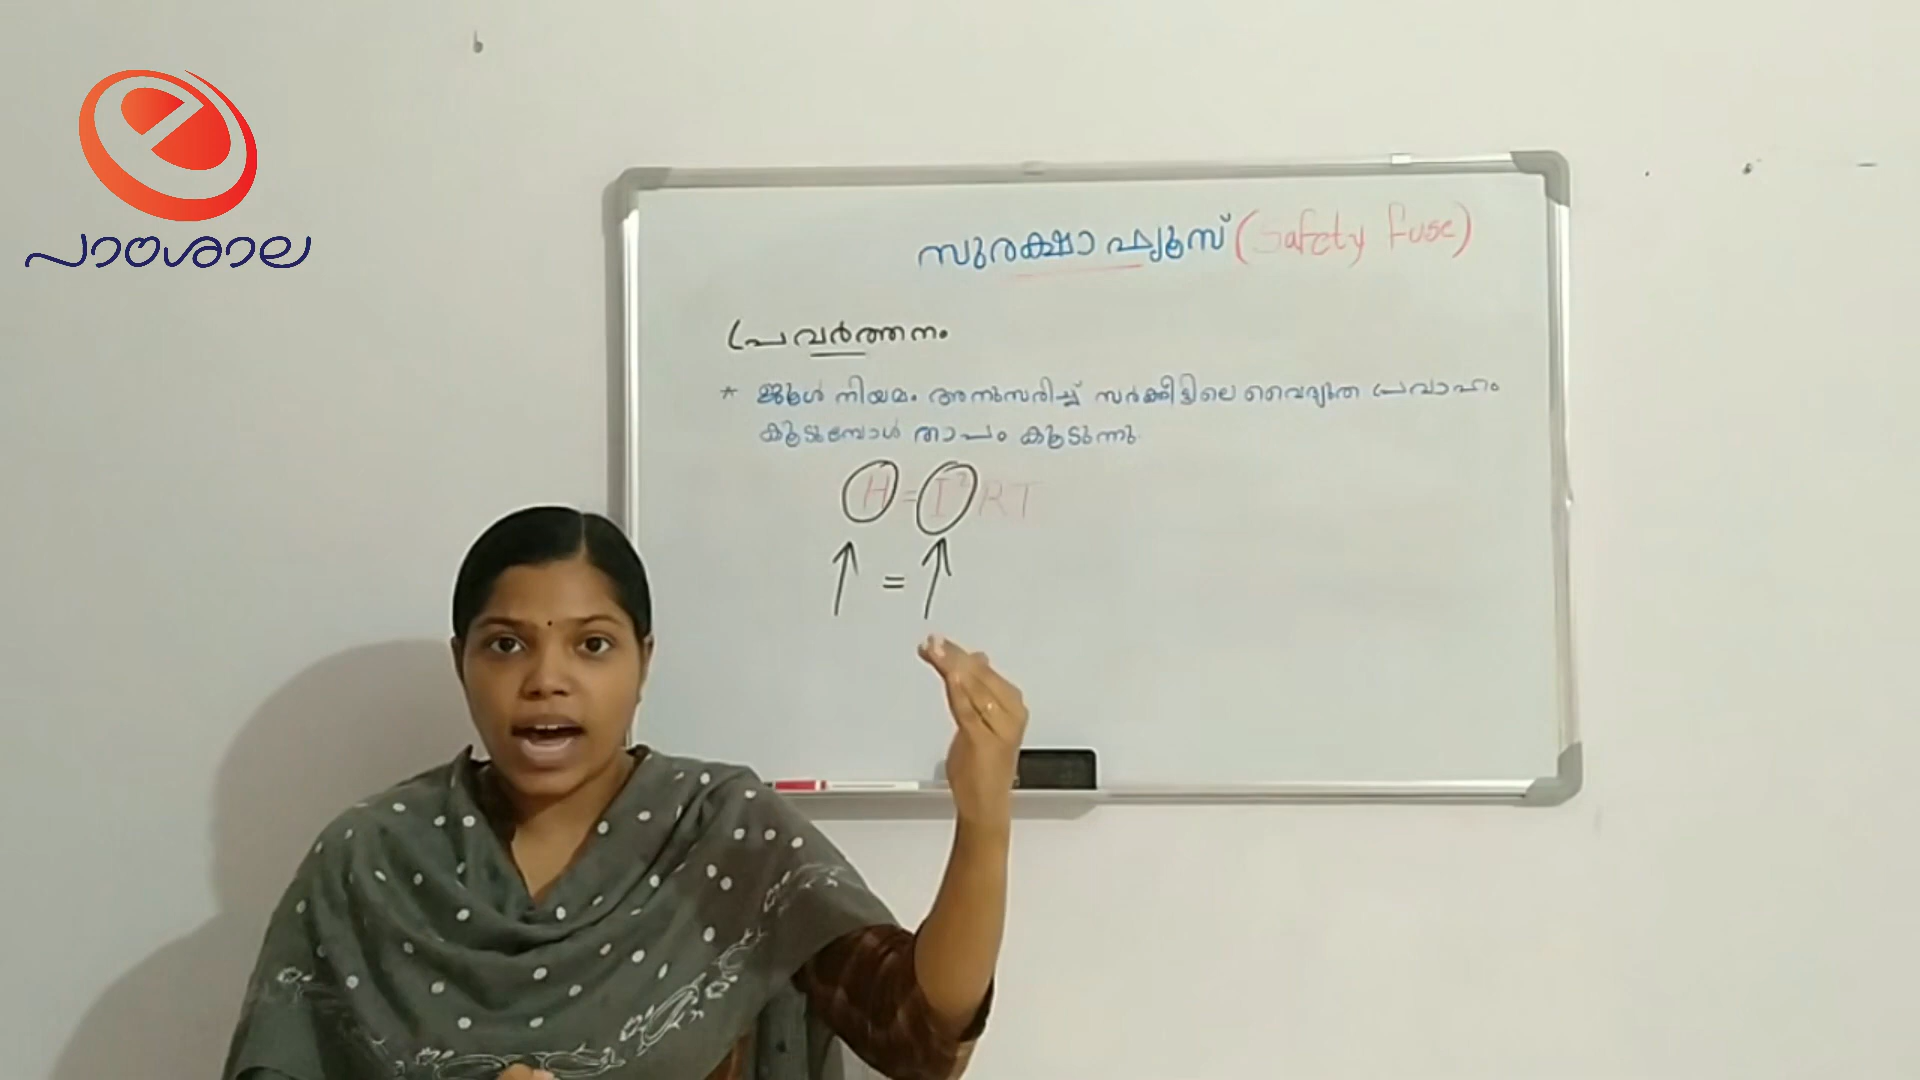 പാഠശാല
സുരക്ഷാ ഫ്യൂസ് (Safety fuse)
പ്രവർത്തനം
* ജൂൾ നിയമം അനുസരിച്ച് സർക്കീട്ടിലെ വൈദ്യുത പ്രവാഹം
കൂടുമ്പോൾ താപം കൂടുന്നു.
H = I²RT
↑ = ↑